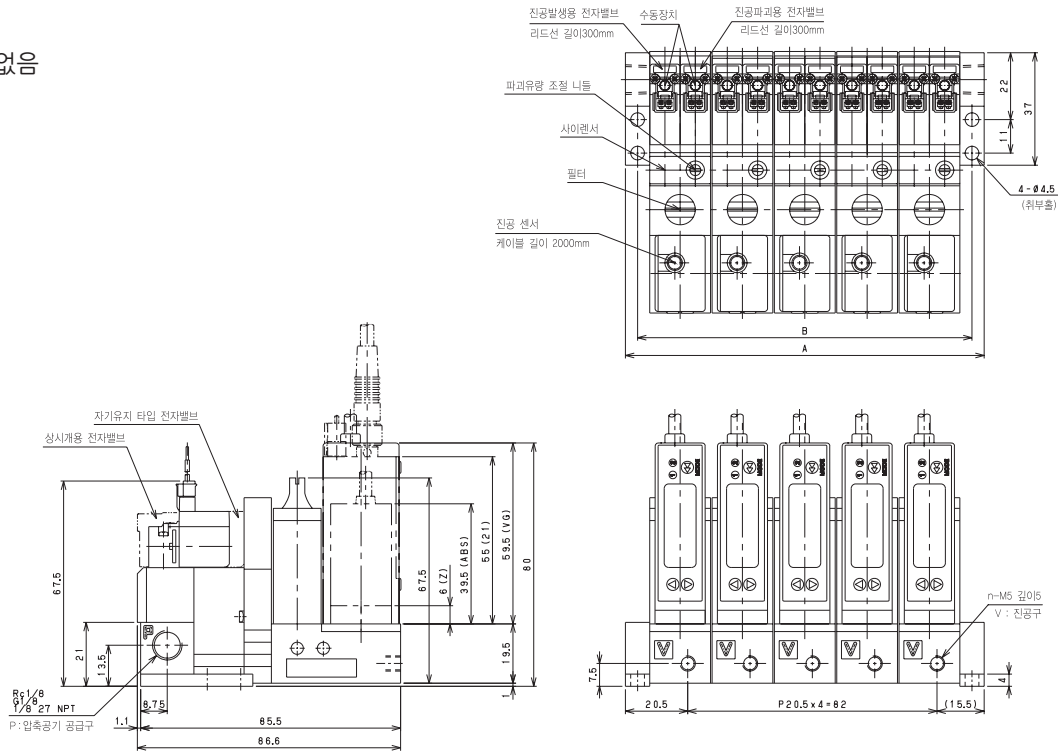 없음
진공발생용 전자밸브
리드선 길이300mm
수동장치
진공파괴용 전자밸브
리드선 길이300mm
파괴유량 조절 니들
사이렌서
필터
진공 센서
케이블 길이 2000mm
22
11
37
4-Ø4.5
(취부홀)
B
A
자기유지 타입 전자밸브
상시개용 전자밸브
67.5
21
13.5
Rc1/8
G1/8
1/8 27 NPT
P:압축공기 공급구
8.75
1.1
85.5
86.6
6 (Z)
67.5
39.5 (ABS)
55 (21)
59.5 (VG)
80
19.5
1
MODE
MODE
MODE
MODE
MODE
n-M5 깊이5
V : 진공구
V
V
V
V
V
7.5
4
20.5
P20.5x4=82
(15.5)